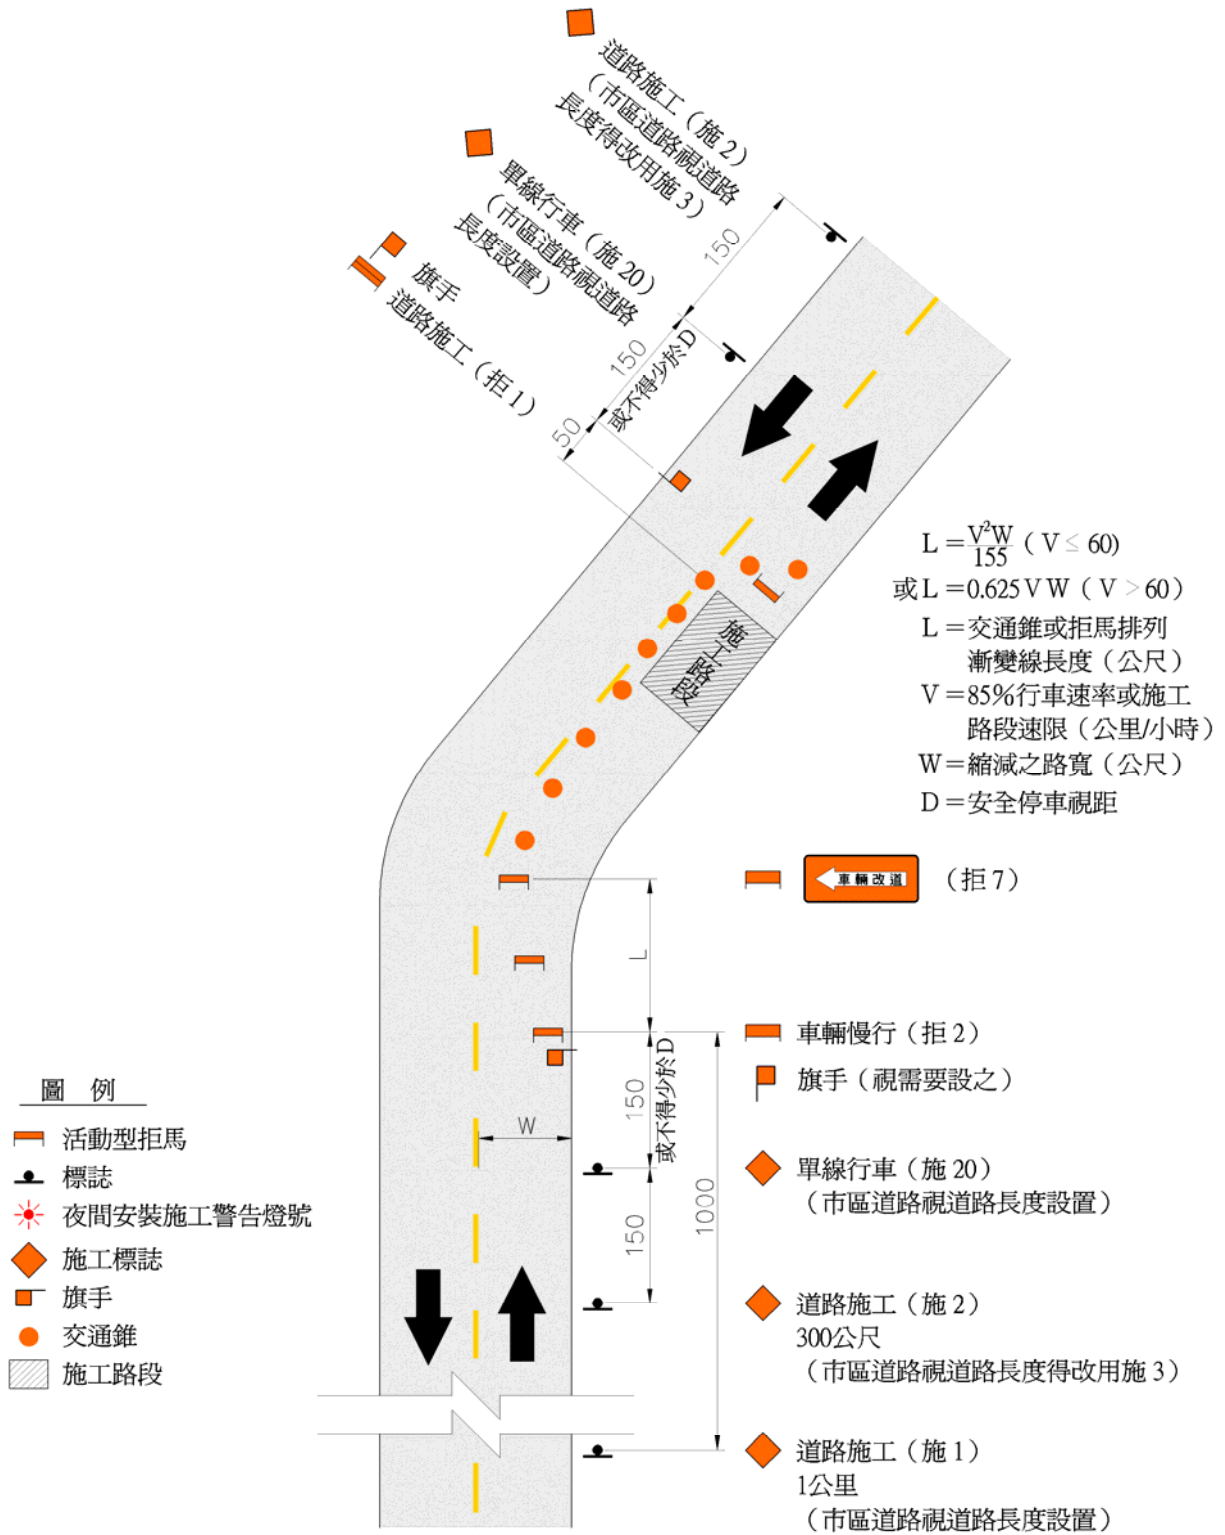 道路施工（施 2）
（市區道路視道路
長度得改用施 3）
單線行車（施 20）
（市區道路視道路
長度設置）
旗手
道路施工（拒 1）
150
150
或不得少於 D
50
施工路段
L＝V²W/155（V ≤ 60）
或 L＝0.625 V W（V > 60）
L＝交通錐或拒馬排列
漸變線長度（公尺）
V＝85%行車速率或施工
路段速限（公里/小時）
W＝縮減之路寬（公尺）
D＝安全停車視距
車輛改道
（拒 7）
L
車輛慢行（拒 2）
旗手（視需要設之）
150
或不得少於 D
W
單線行車（施 20）
（市區道路視道路長度設置）
150
1000
道路施工（施 2）
300公尺
（市區道路視道路長度得改用施 3）
道路施工（施 1）
1公里
（市區道路視道路長度設置）
圖 例
活動型拒馬
標誌
夜間安裝施工警告燈號
施工標誌
旗手
交通錐
施工路段